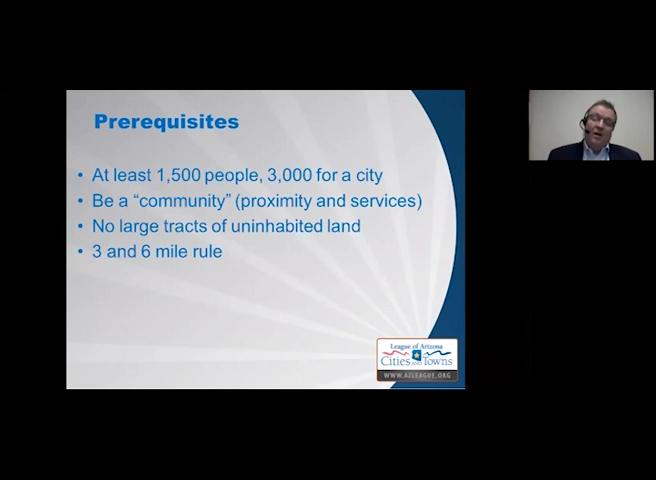 Prerequisites
• At least 1,500 people, 3,000 for a city
• Be a “community” (proximity and services)
• No large tracts of uninhabited land
• 3 and 6 mile rule
League of Arizona
Cities AND Towns
WWW.AZLEAGUE.ORG